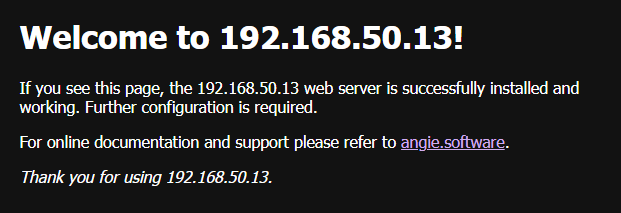 Welcome to 192.168.50.13!
If you see this page, the 192.168.50.13 web server is successfully installed and
working. Further configuration is required.
For online documentation and support please refer to angie.software.
Thank you for using 192.168.50.13.